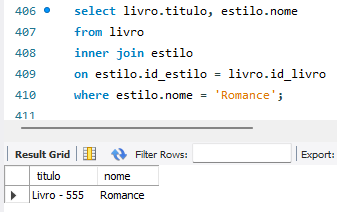 406 select livro.titulo, estilo.nome
407 from livro
408 inner join estilo
409 on estilo.id_estilo = livro.id_livro
410 where estilo.nome = 'Romance';
411
Result Grid Filter Rows: Export:
titulo nome
Livro - 555 Romance